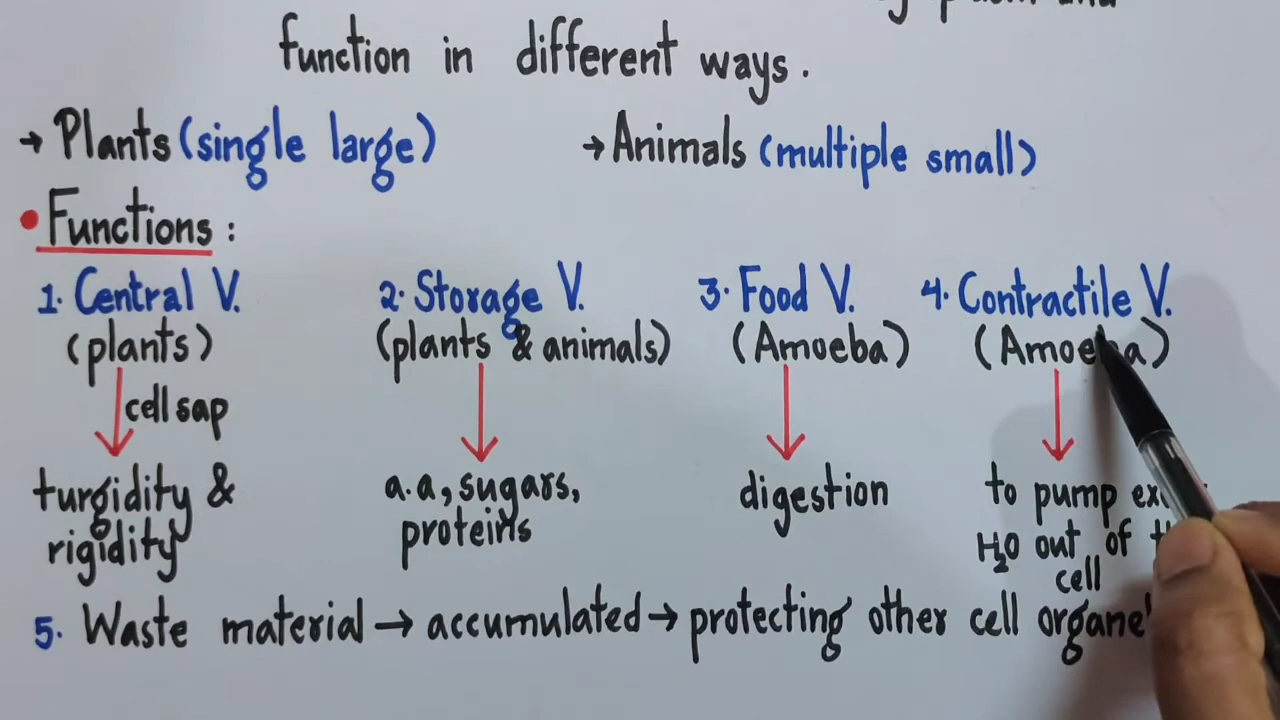 function in different ways.
→ Plants (single large) → Animals (multiple small)
• Functions :
1. Central V. 2. Storage V. 3. Food V. 4. Contractile V.
(plants) (plants & animals) (Amoeba) (Amoeba)
cell sap
turgidity & a.a, sugars, digestion to pump
rigidity proteins H2O out of
cell
5. Waste material → accumulated → protecting other cell